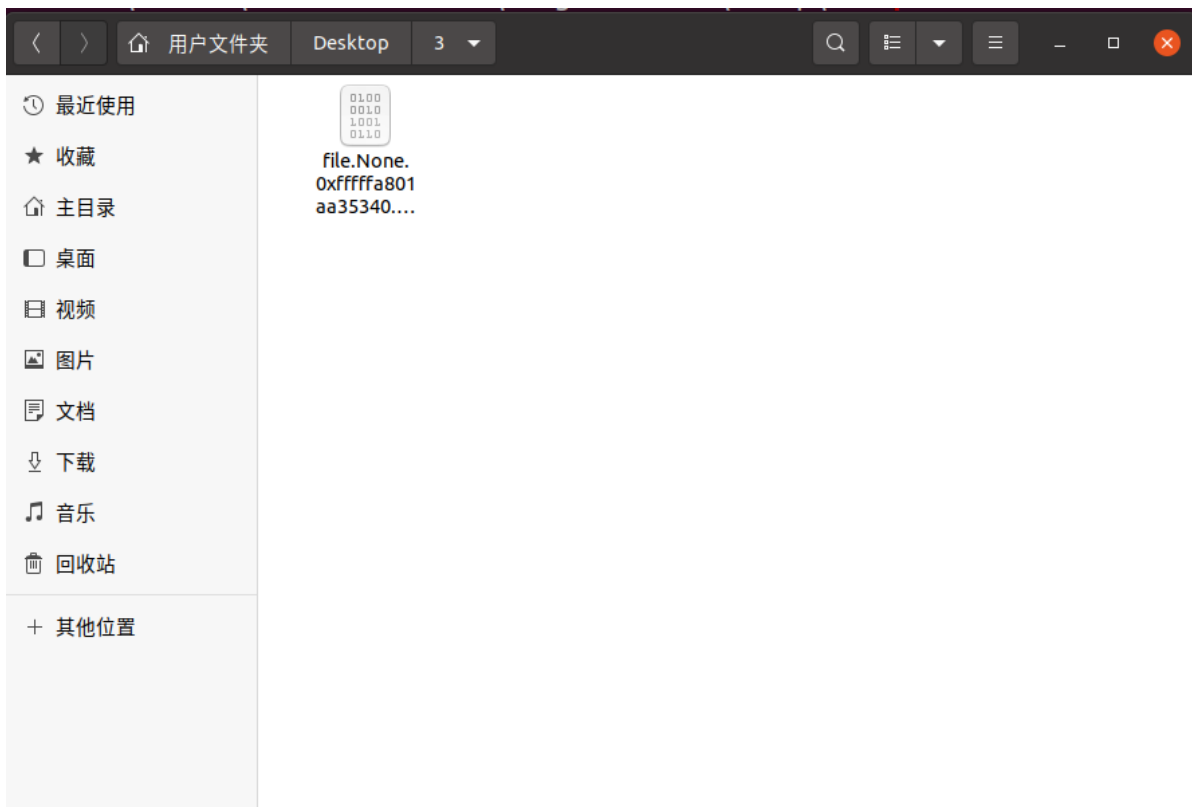 用户文件夹 Desktop 3
最近使用
收藏
主目录
桌面
视频
图片
文档
下载
音乐
回收站
其他位置
0100
0010
1001
0110
file.None.
0xfffffa801
aa35340....